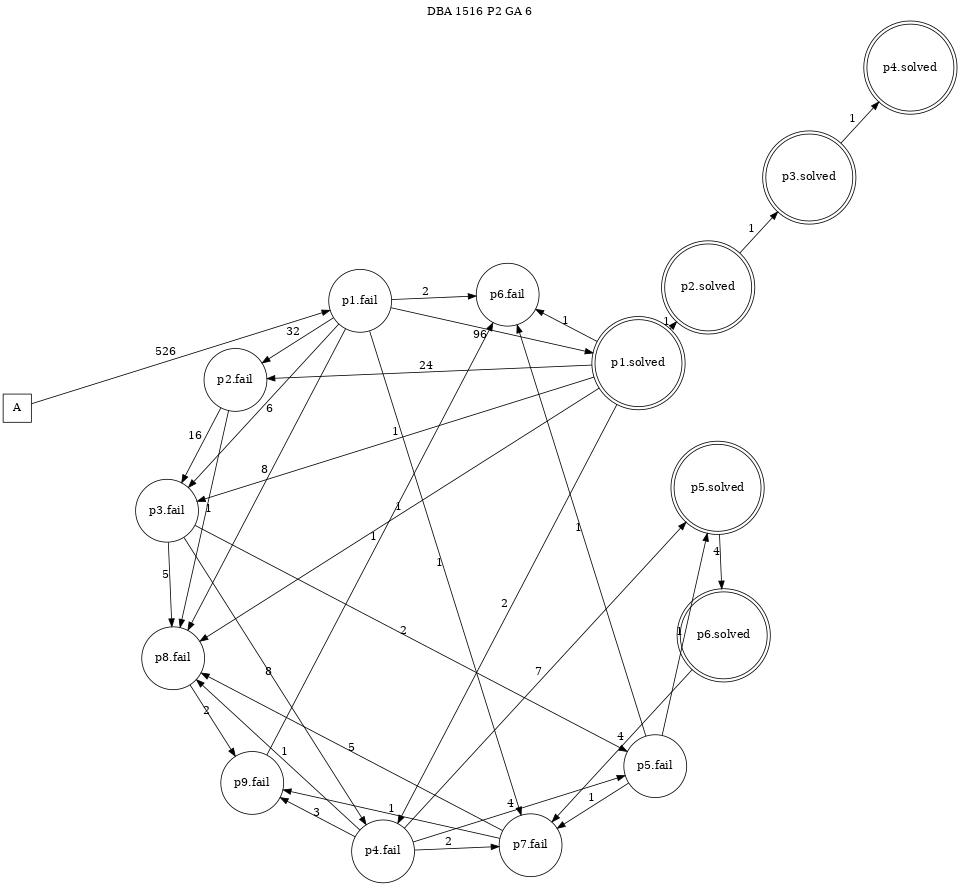 DBA 1516 P2 GA 6
p4.solved
1
p3.solved
1
p2.solved
p1.fail
2
p6.fail
1
1
526
32
96
p1.solved
24
p2.fail
A
6
16
1
8
p5.solved
p3.fail
1
1
1
1
4
5
1
2
1
p6.solved
2
p8.fail
8
7
2
4
1
5
p5.fail
p9.fail
1
4
1
3
2
p4.fail
p7.fail